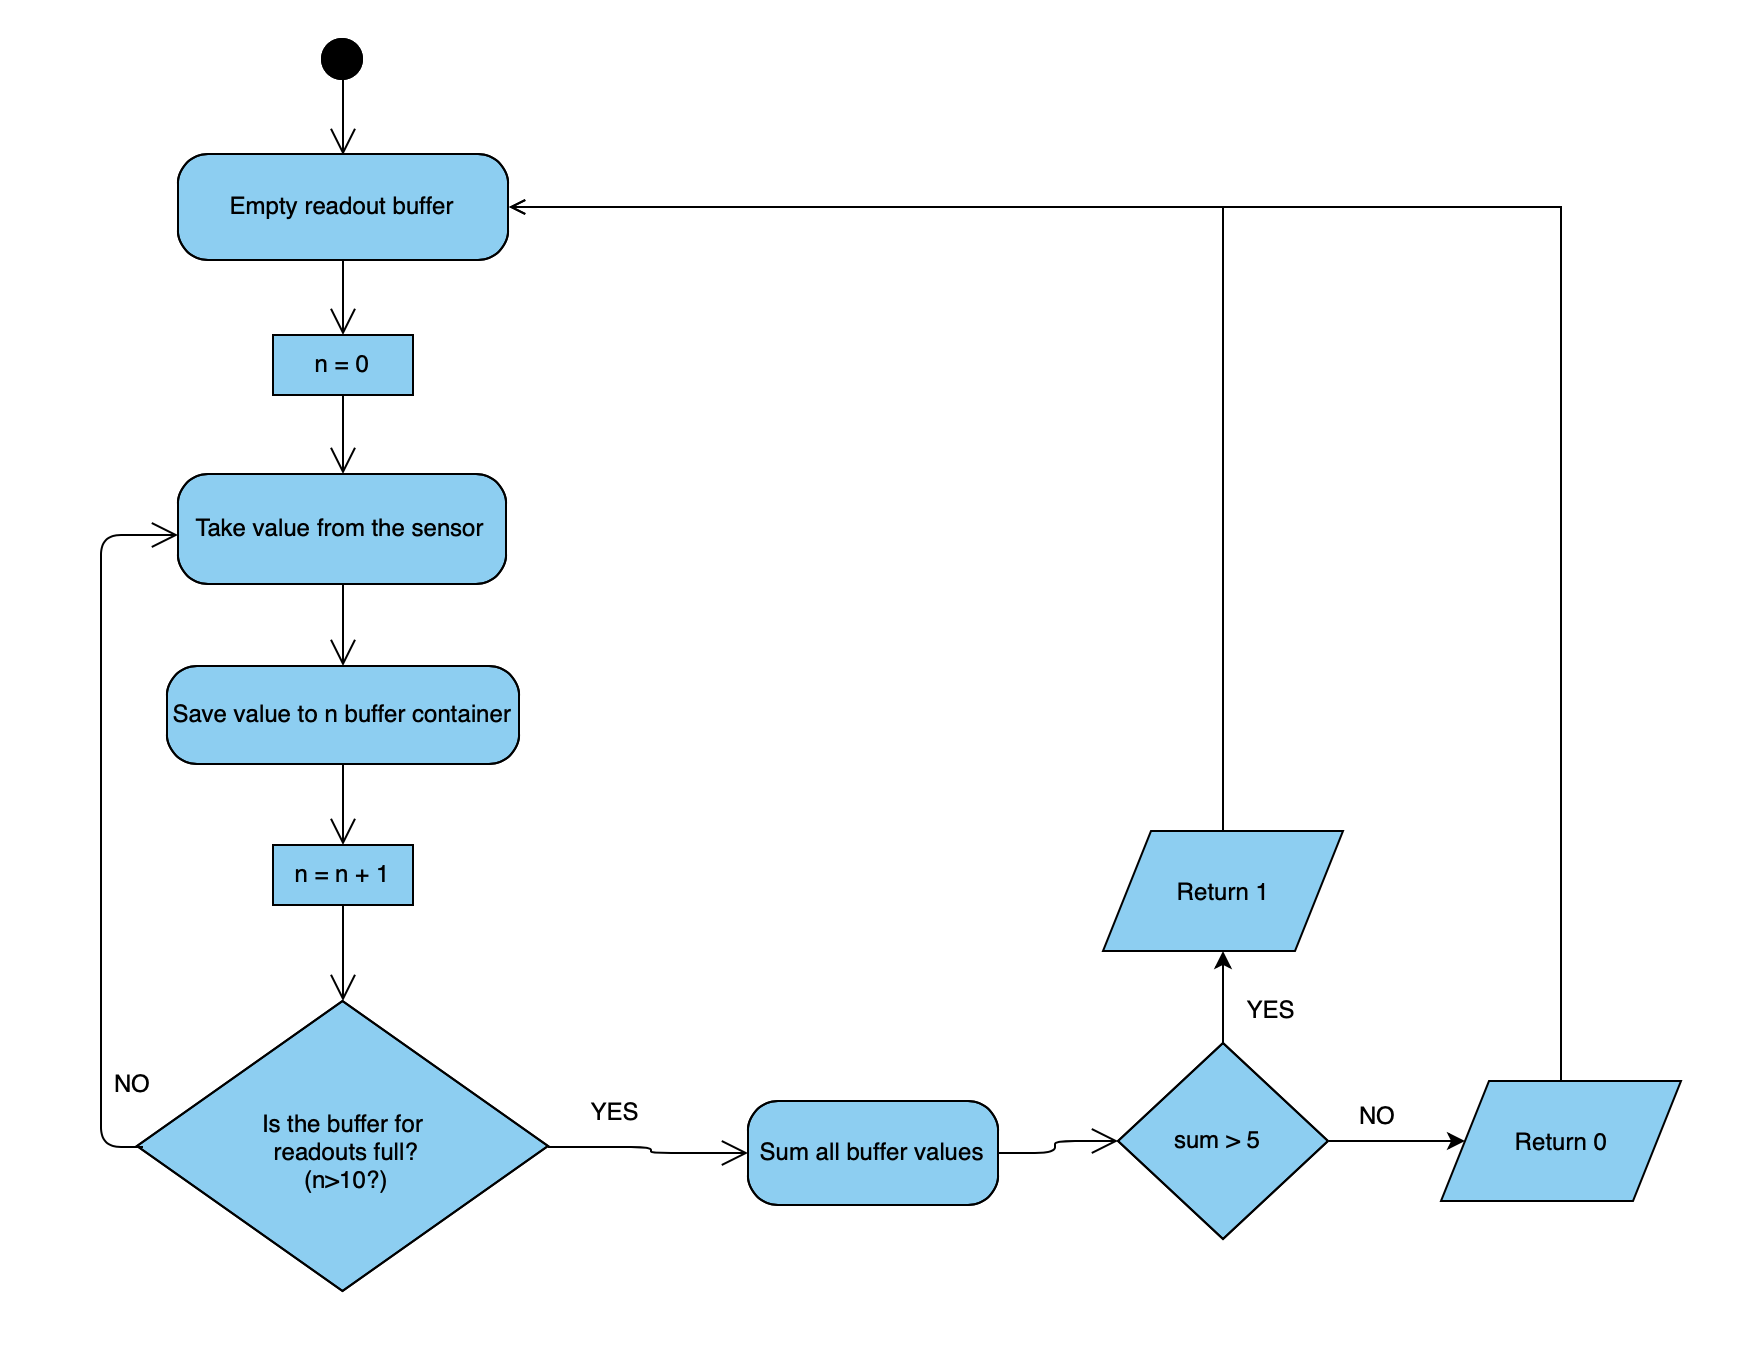 Empty readout buffer
n = 0
Take value from the sensor
Save value to n buffer container
n = n + 1
NO
Is the buffer for
readouts full?
(n>10?)
YES
Sum all buffer values
sum > 5
YES
Return 1
NO
Return 0